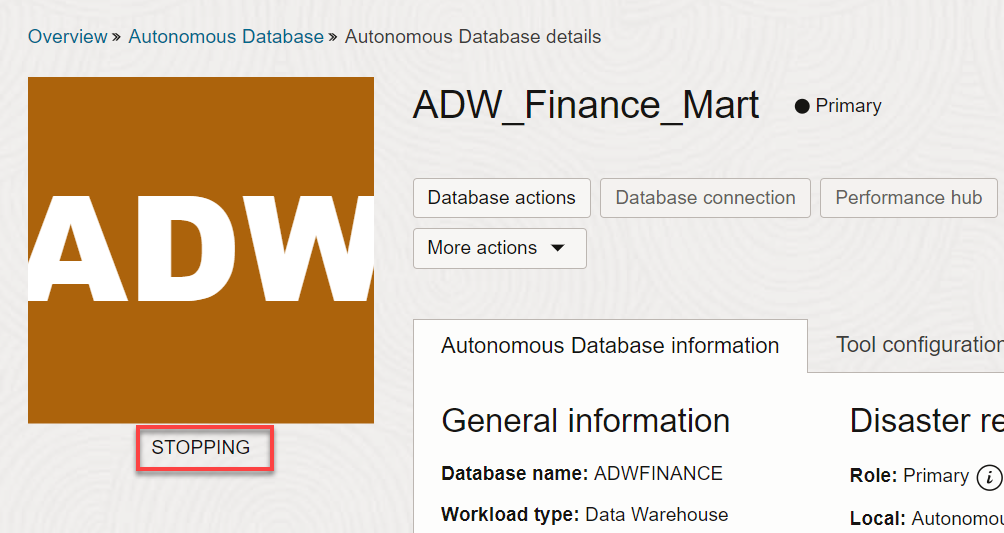 Overview » Autonomous Database » Autonomous Database details
ADW
STOPPING
ADW_Finance_Mart
Primary
Database actions
Database connection
Performance hub
More actions
Autonomous Database information
Tool configuration
General information
Database name: ADWFINANCE
Workload type: Data Warehouse
Disaster re
Role: Primary
Local: Autonomou